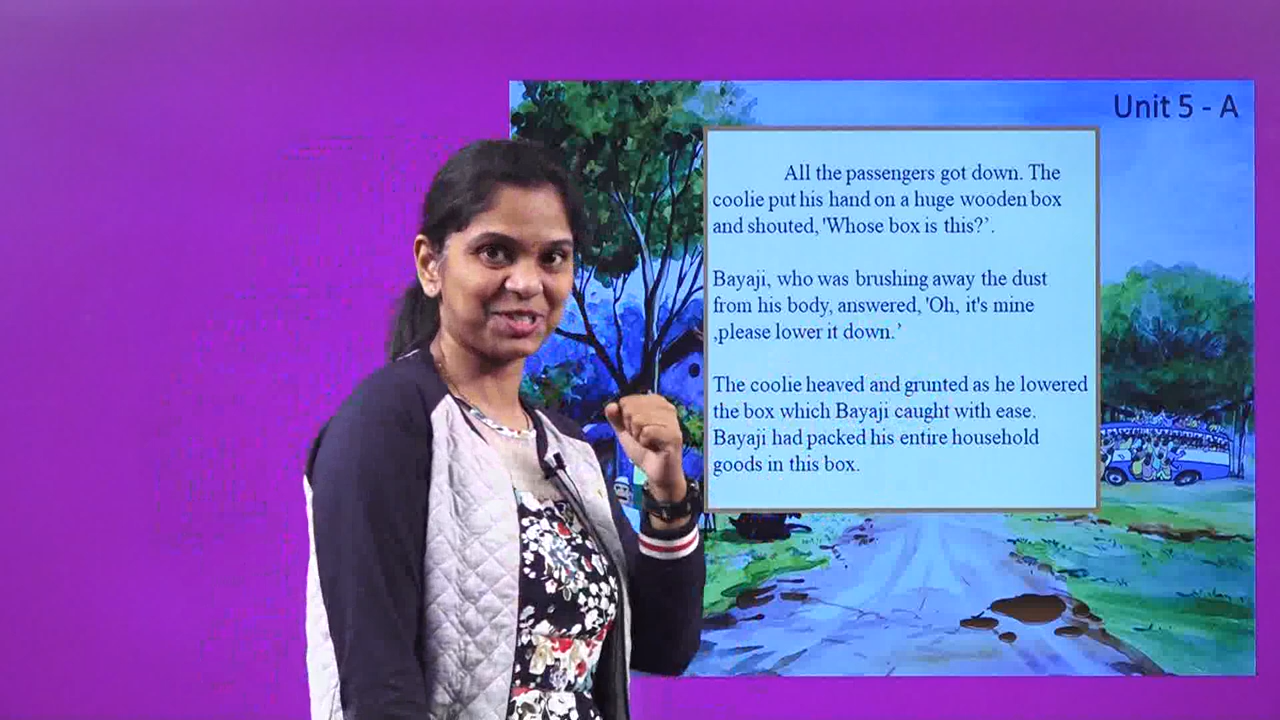 Unit 5 - A
All the passengers got down. The
coolie put his hand on a huge wooden box
and shouted, 'Whose box is this?’.
Bayaji, who was brushing away the dust
from his body, answered, 'Oh, it's mine
,please lower it down.’
The coolie heaved and grunted as he lowered
the box which Bayaji caught with ease.
Bayaji had packed his entire household
goods in this box.